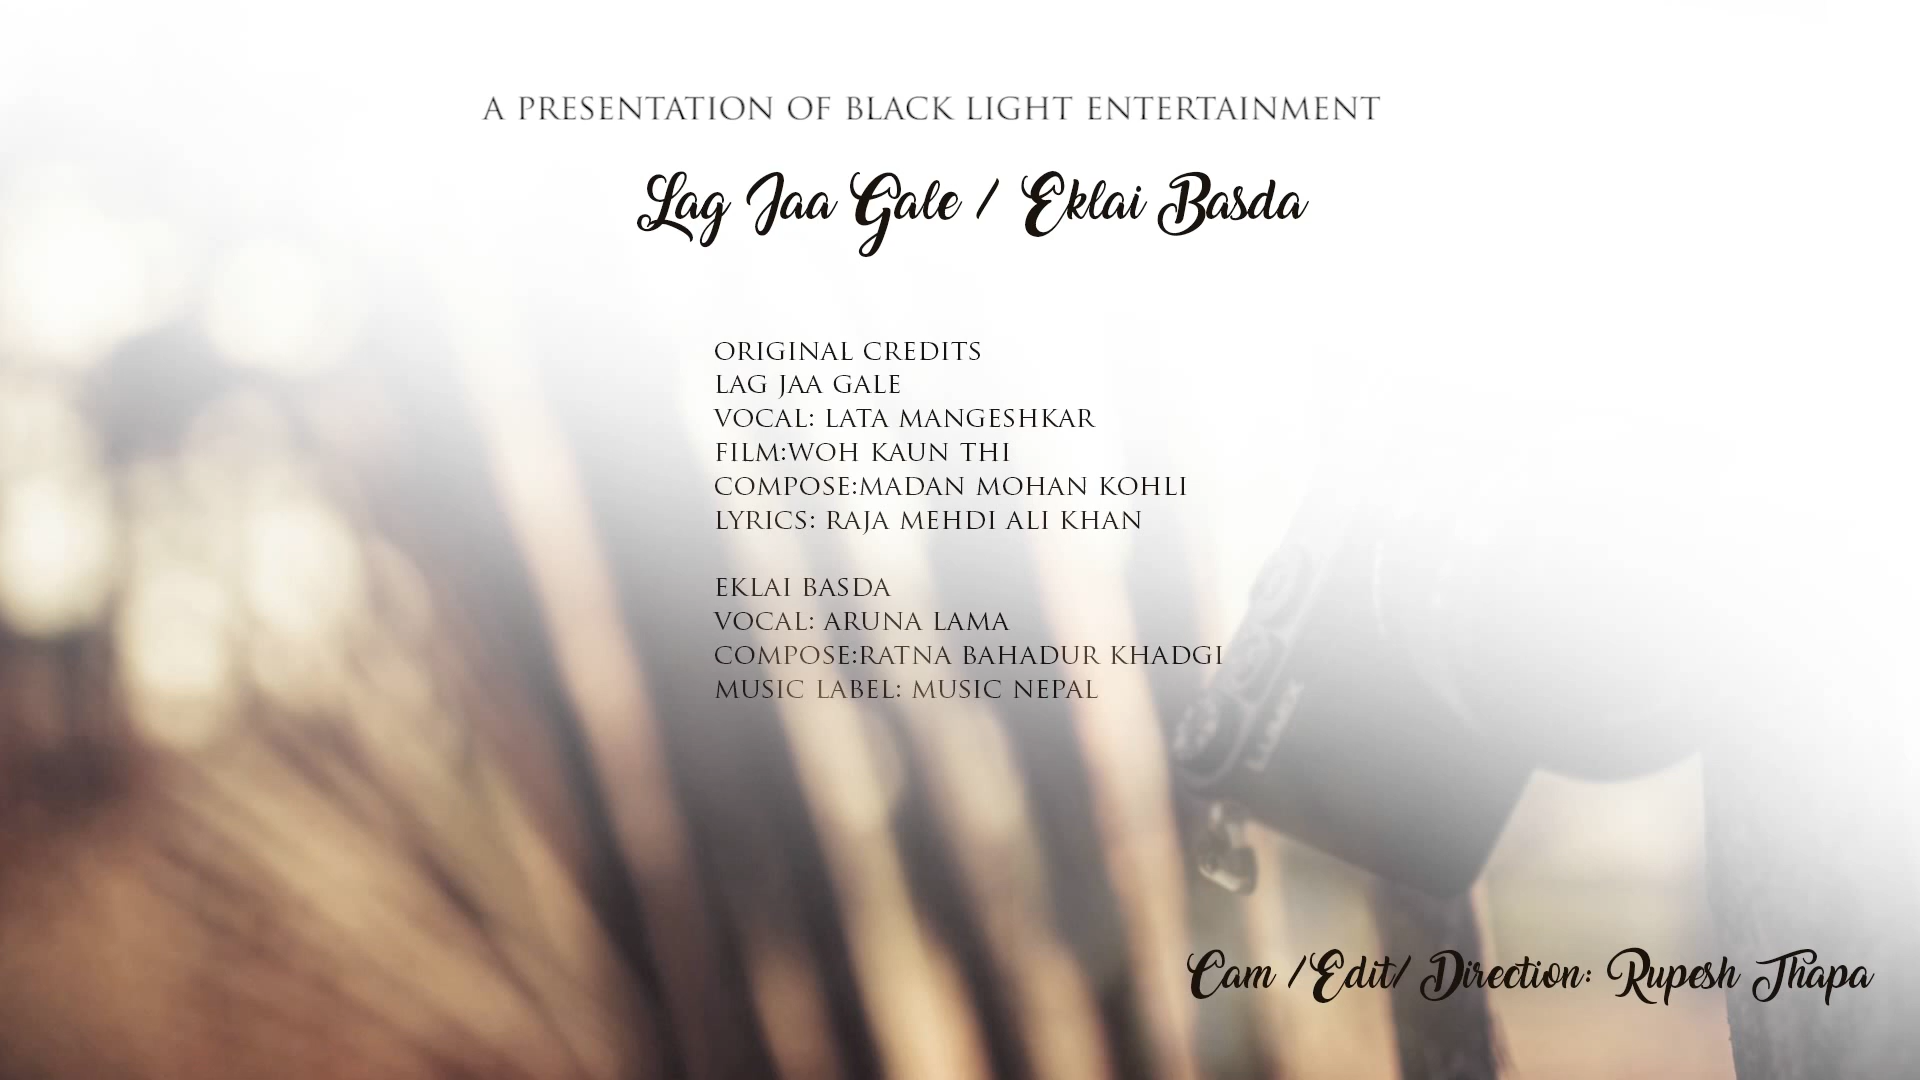 A PRESENTATION OF BLACK LIGHT ENTERTAINMENT
Lag Jaa Gale / Eklai Basda
ORIGINAL CREDITS
LAG JAA GALE
VOCAL: LATA MANGESHKAR
FILM:WOH KAUN THI
COMPOSE:MADAN MOHAN KOHLI
LYRICS: RAJA MEHDI ALI KHAN
EKLAI BASDA
VOCAL: ARUNA LAMA
COMPOSE:RATNA BAHADUR KHADGI
MUSIC LABEL: MUSIC NEPAL
LUMIX
Cam /Edit/ Direction: Rupesh Thapa